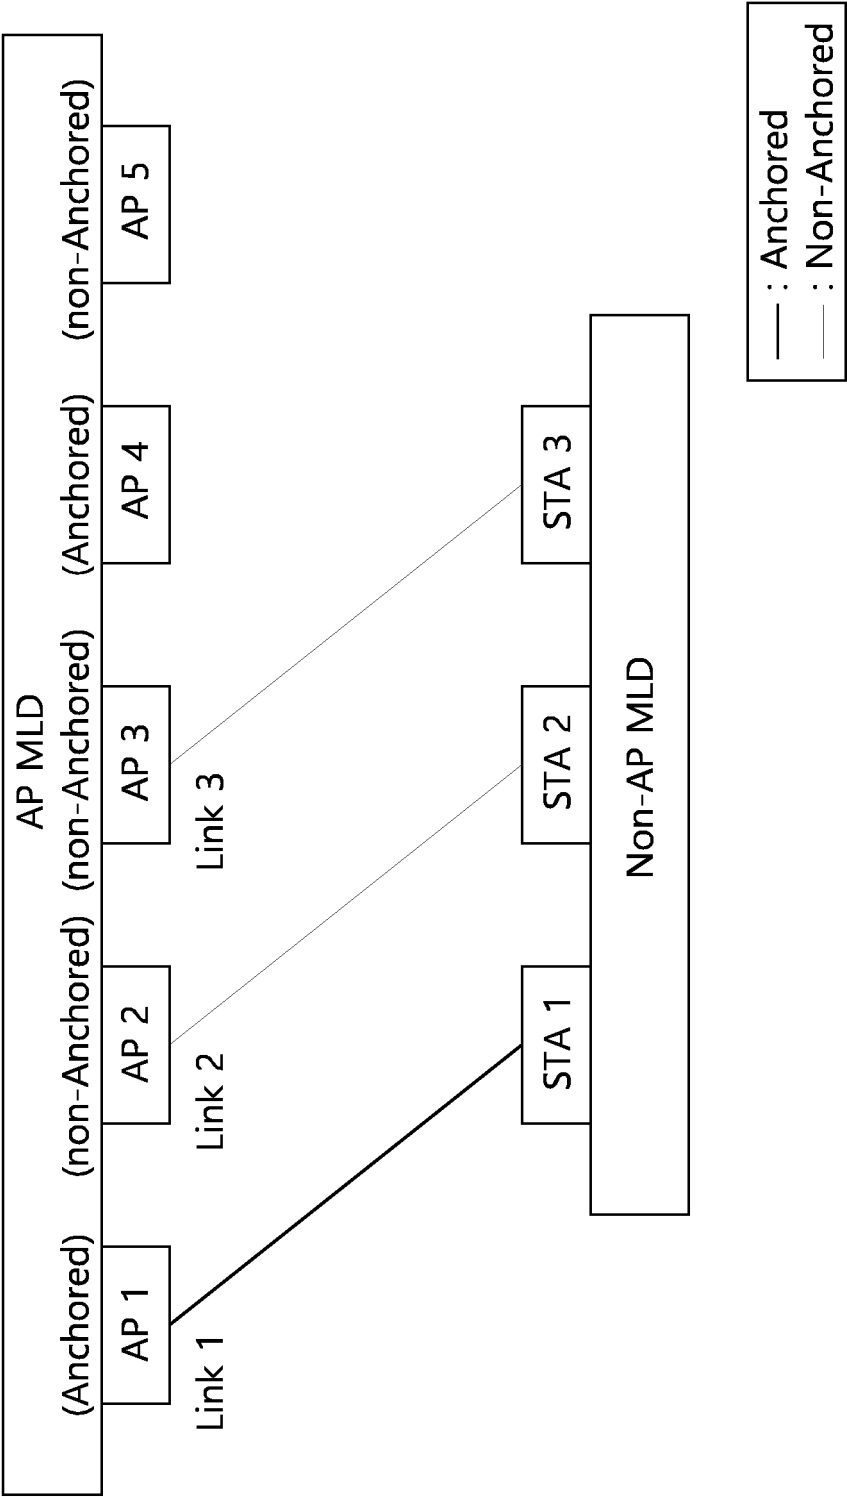 AP MLD
(Anchored)
(non-Anchored)
(non-Anchored)
(Anchored)
(non-Anchored)
AP 1
AP 2
AP 3
AP 4
AP 5
Link 1
Link 2
Link 3
STA 1
STA 2
STA 3
Non-AP MLD
: Anchored
: Non-Anchored